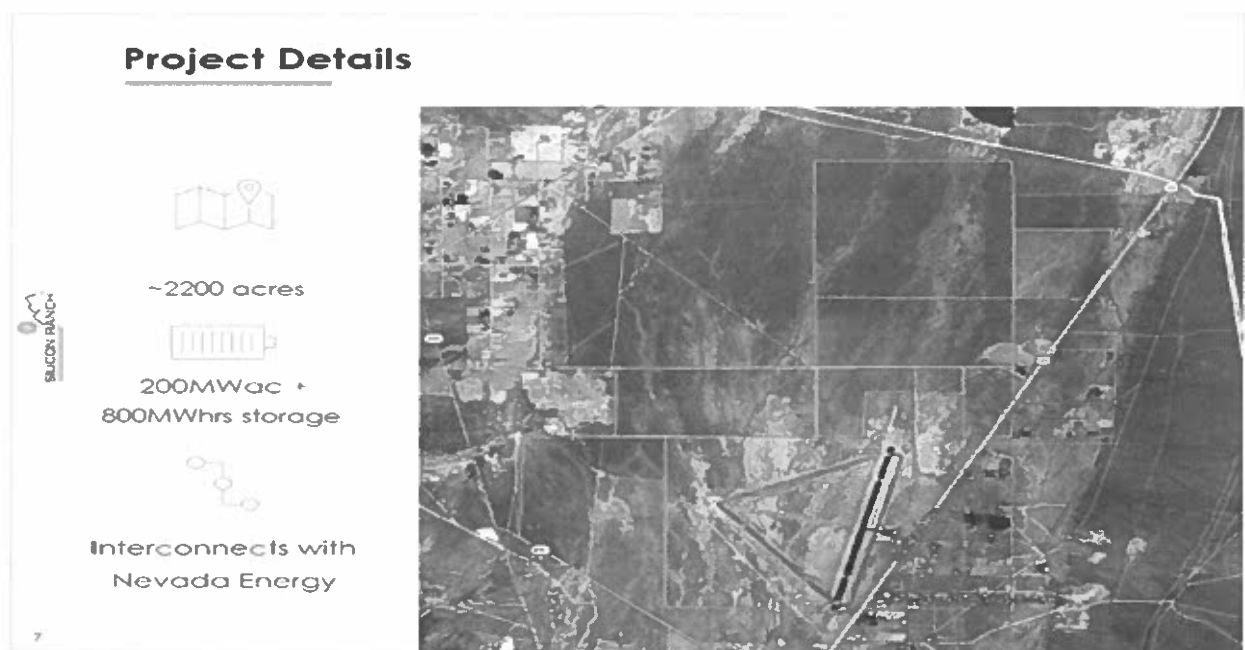 Project Details
~2200 acres
SILICON RANCH
200MWac +
800MWhrs storage
Interconnects with
Nevada Energy
7